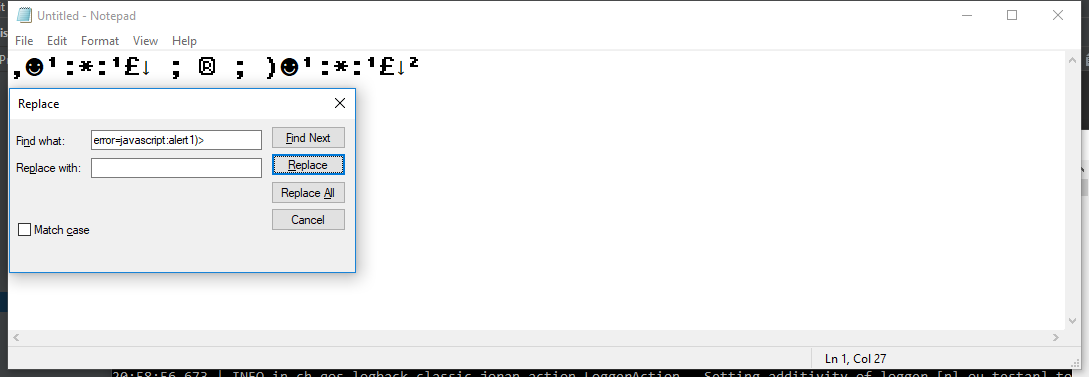 Untitled - Notepad
File Edit Format View Help
,☻¹:*:¹£↓ ; ® ; )☻¹:*:¹£↓²
Replace
Find what: error=javascript:alert1)> Find Next
Replace with: Replace
Replace All
Cancel
Match case
Ln 1, Col 27
20:58:56,673 | INFO in ch.qos.logback.classic.joran.action.LoggerAction - Setting additivity of logger [nl.ou.testar] to